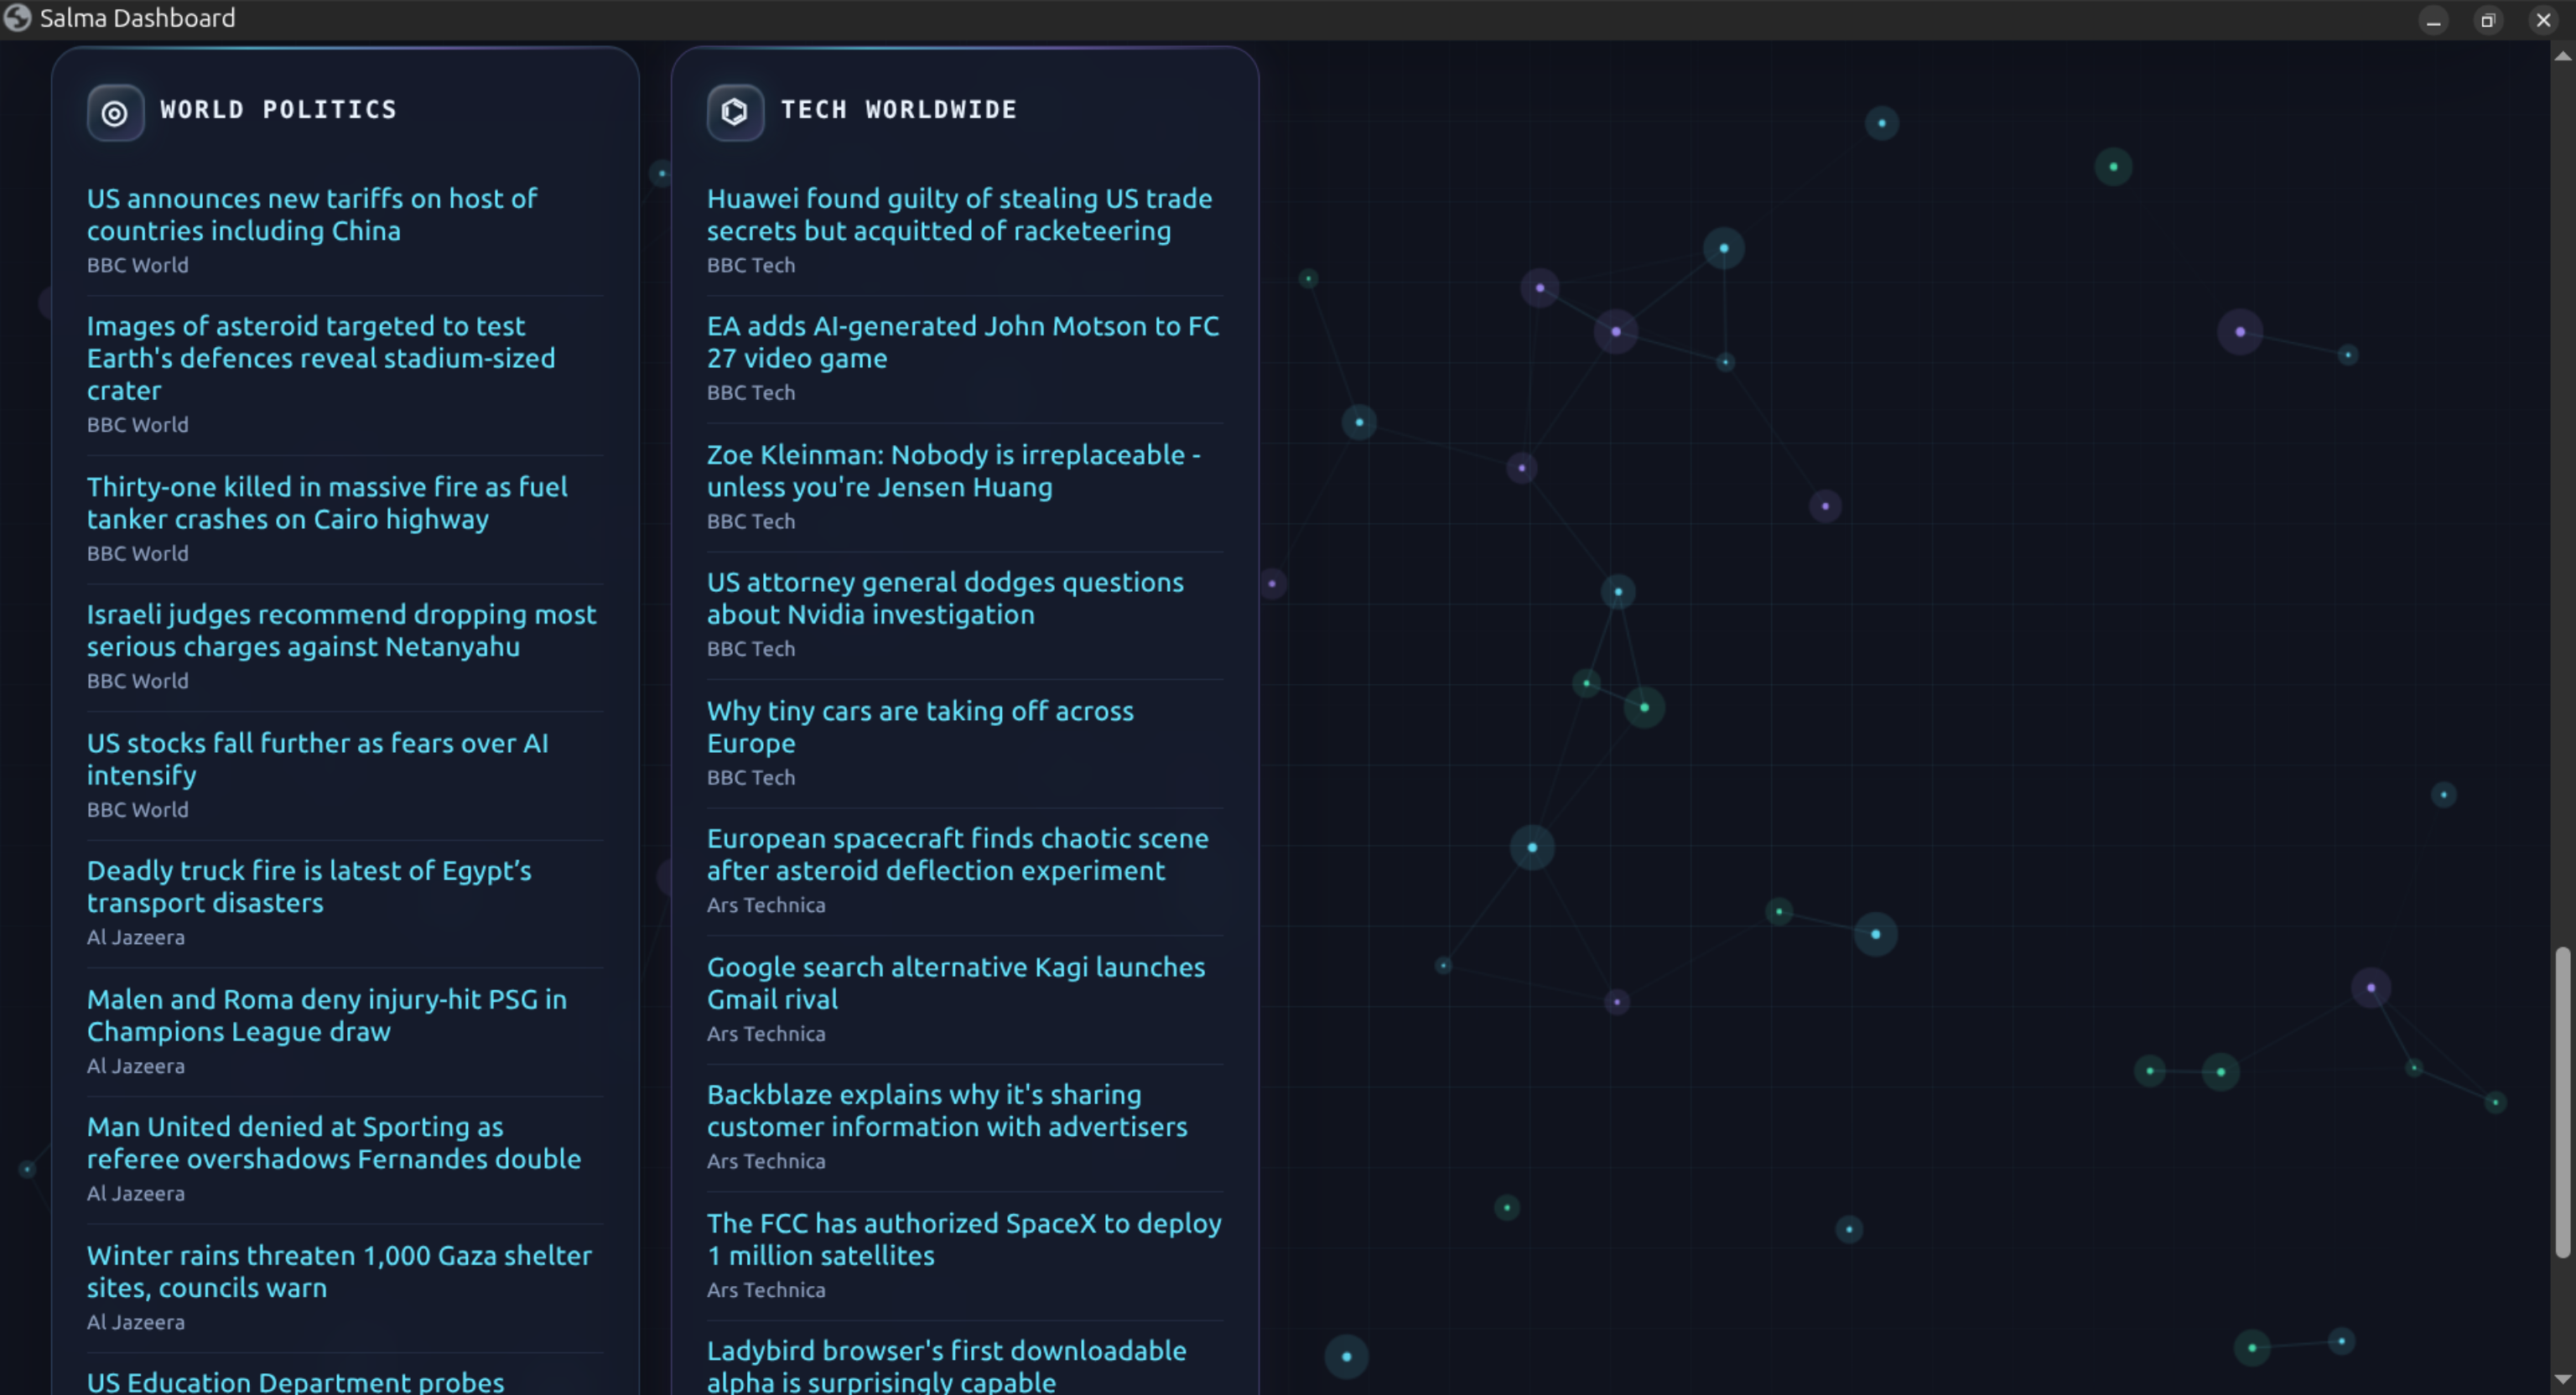 Salma Dashboard
WORLD POLITICS
US announces new tariffs on host of
countries including China
BBC World
Images of asteroid targeted to test
Earth's defences reveal stadium-sized
crater
BBC World
Thirty-one killed in massive fire as fuel
tanker crashes on Cairo highway
BBC World
Israeli judges recommend dropping most
serious charges against Netanyahu
BBC World
US stocks fall further as fears over AI
intensify
BBC World
Deadly truck fire is latest of Egypt’s
transport disasters
Al Jazeera
Malen and Roma deny injury-hit PSG in
Champions League draw
Al Jazeera
Man United denied at Sporting as
referee overshadows Fernandes double
Al Jazeera
Winter rains threaten 1,000 Gaza shelter
sites, councils warn
Al Jazeera
US Education Department probes
TECH WORLDWIDE
Huawei found guilty of stealing US trade
secrets but acquitted of racketeering
BBC Tech
EA adds AI-generated John Motson to FC
27 video game
BBC Tech
Zoe Kleinman: Nobody is irreplaceable -
unless you're Jensen Huang
BBC Tech
US attorney general dodges questions
about Nvidia investigation
BBC Tech
Why tiny cars are taking off across
Europe
BBC Tech
European spacecraft finds chaotic scene
after asteroid deflection experiment
Ars Technica
Google search alternative Kagi launches
Gmail rival
Ars Technica
Backblaze explains why it's sharing
customer information with advertisers
Ars Technica
The FCC has authorized SpaceX to deploy
1 million satellites
Ars Technica
Ladybird browser's first downloadable
alpha is surprisingly capable